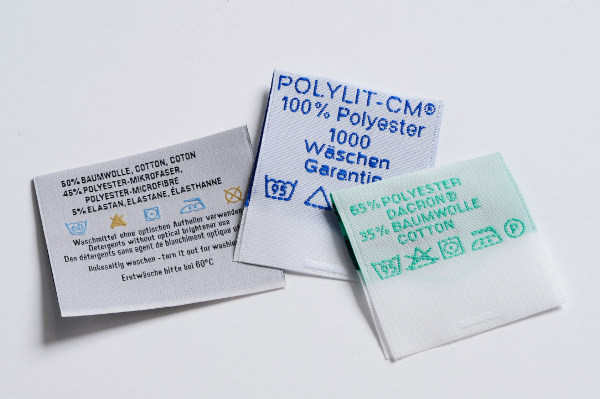 50% BAUMWOLLE, COTTON, COTON
45% POLYESTER-MIKROFASER,
POLYESTER-MICROFIBRE
5% ELASTAN, ELASTANE, ÉLASTHANNE
60
Waschmittel ohne optischen Aufheller verwenden
Detergents without optical brightener use
Des détergents sans agent de blanchiment optique
linkseitig waschen - turn it out for washing
Erstwäsche bitte bei 60°C
POLYLIT-CM®
100% Polyester
1000
Wäschen
Garantie
95
65% POLYESTER
DACRON®
35% BAUMWOLLE
COTTON
95
P